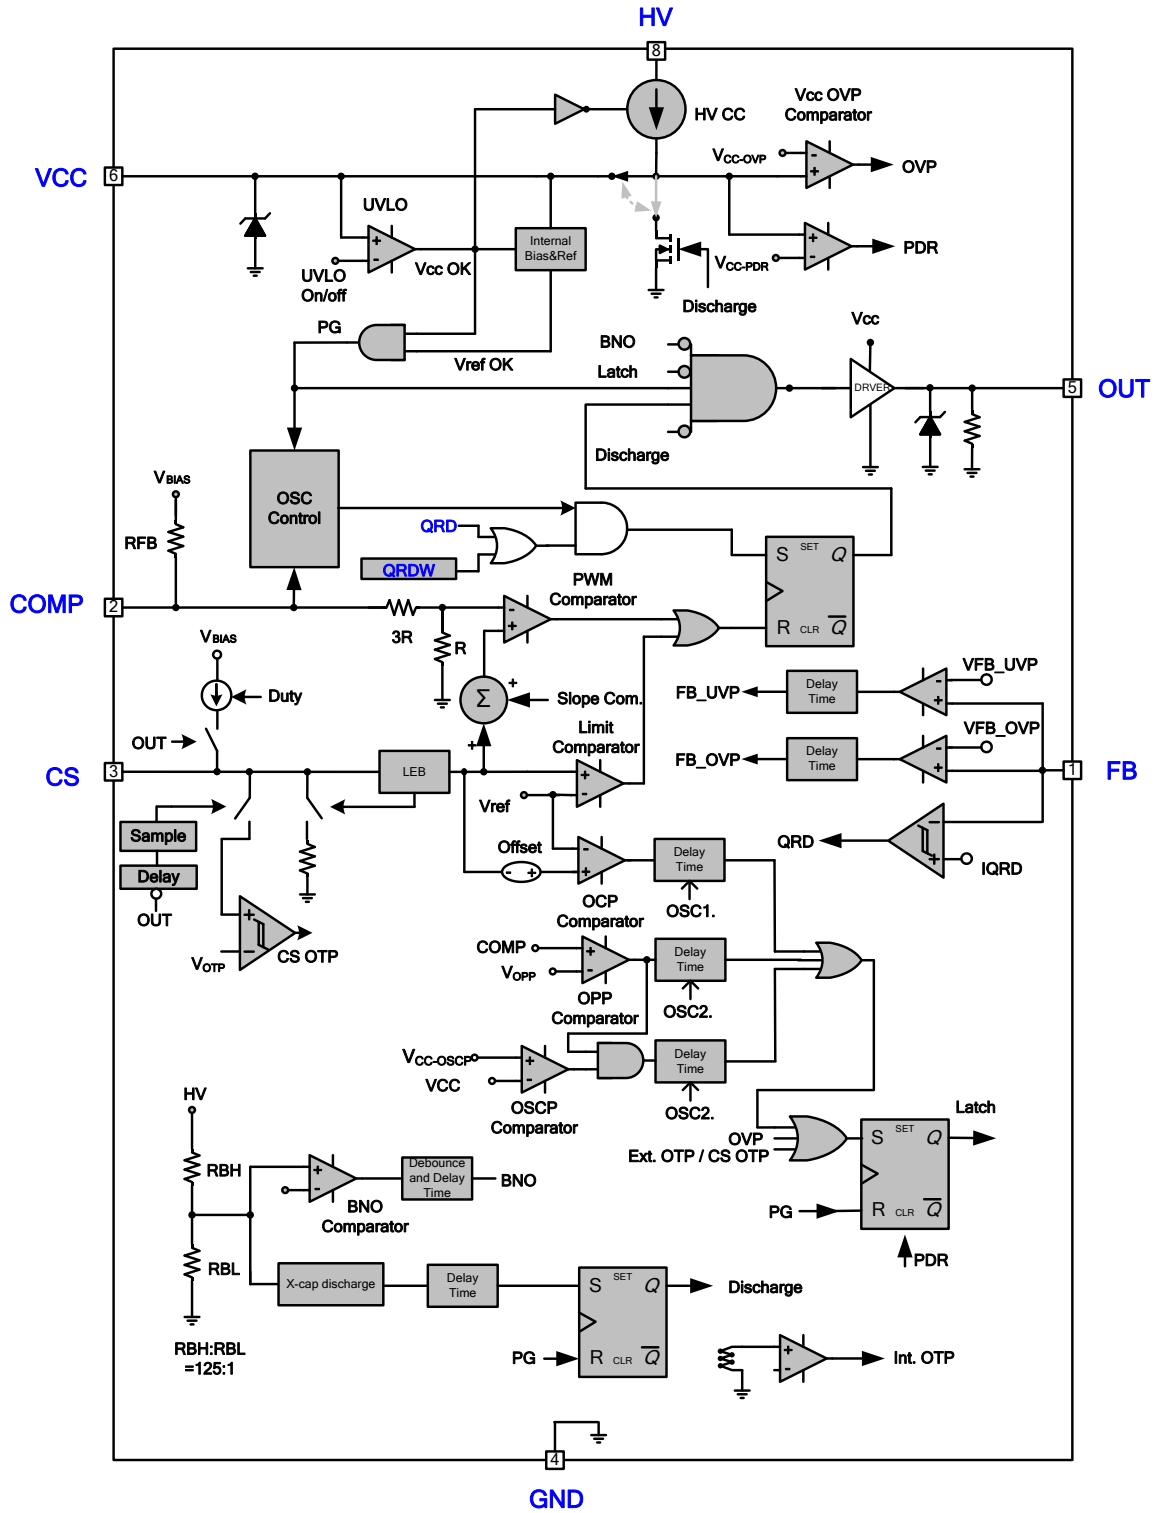 HV
8
HV CC
Vcc OVP
Comparator
VCC-OVP
-
+
OVP
VCC
6
UVLO
+
-
UVLO
On/off
Vcc OK
Internal
Bias&Ref
VCC-PDR
+
-
PDR
Discharge
PG
Vref OK
BNO
Latch
Discharge
Vcc
DRVER
5
OUT
VBIAS
RFB
OSC
Control
QRD
QRDW
S SET Q
R CLR Q
COMP
2
3R
R
PWM
Comparator
-
+
VBIAS
Duty
OUT
Σ
+
+
Slope Com.
Limit
Comparator
FB_UVP
Delay
Time
-
+
VFB_UVP
FB_OVP
Delay
Time
-
+
VFB_OVP
CS
3
LEB
+
-
Vref
1
FB
Sample
Delay
OUT
Offset
- +
-
+
OCP
Comparator
Delay
Time
OSC1.
QRD
-
+
IQRD
+
-
VOTP
CS OTP
COMP
VOPP
+
-
OPP
Comparator
Delay
Time
OSC2.
VCC-OSCP
VCC
+
-
OSCP
Comparator
Delay
Time
OSC2.
HV
RBH
RBL
RBH:RBL
=125:1
+
-
BNO
Comparator
Debounce
and Delay
Time
BNO
OVP
Ext. OTP / CS OTP
S SET Q
R CLR Q
Latch
PG
PDR
X-cap discharge
Delay
Time
S SET Q
R CLR Q
Discharge
PG
+
-
Int. OTP
4
GND